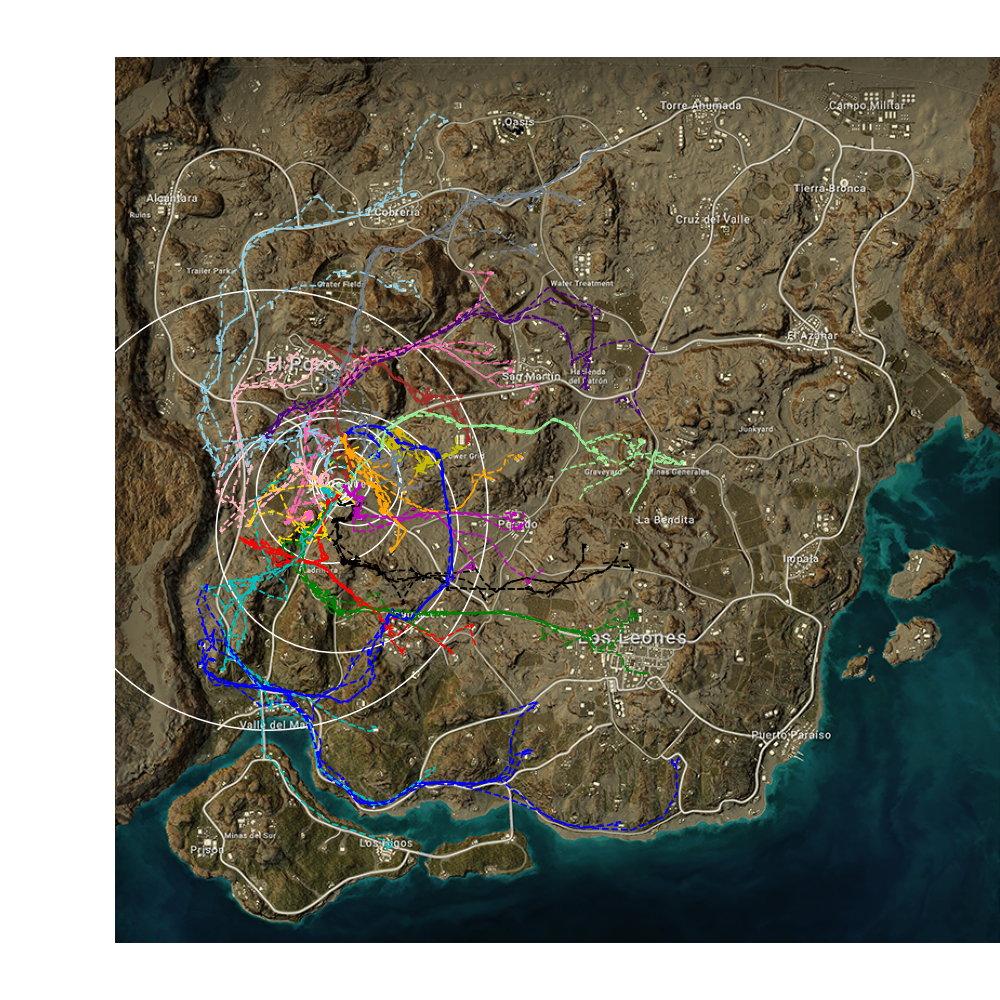 Torre Ahumada
Campo Militar
Oasis
Alcantara
Ruins
Cobreria
Tierra Bronca
Cruz del Valle
Trailer Park
Crater Field
Water Treatment
El Azahar
El Pozo
San Martin
Hacienda
del Patrón
Junkyard
Power Grid
Graveyard
Minas Generales
Pecado
La Bendita
Impala
Ladrillera
Los Leones
Valle del Mar
Puerto Paraiso
Minas del Sur
Prison
Los Higos